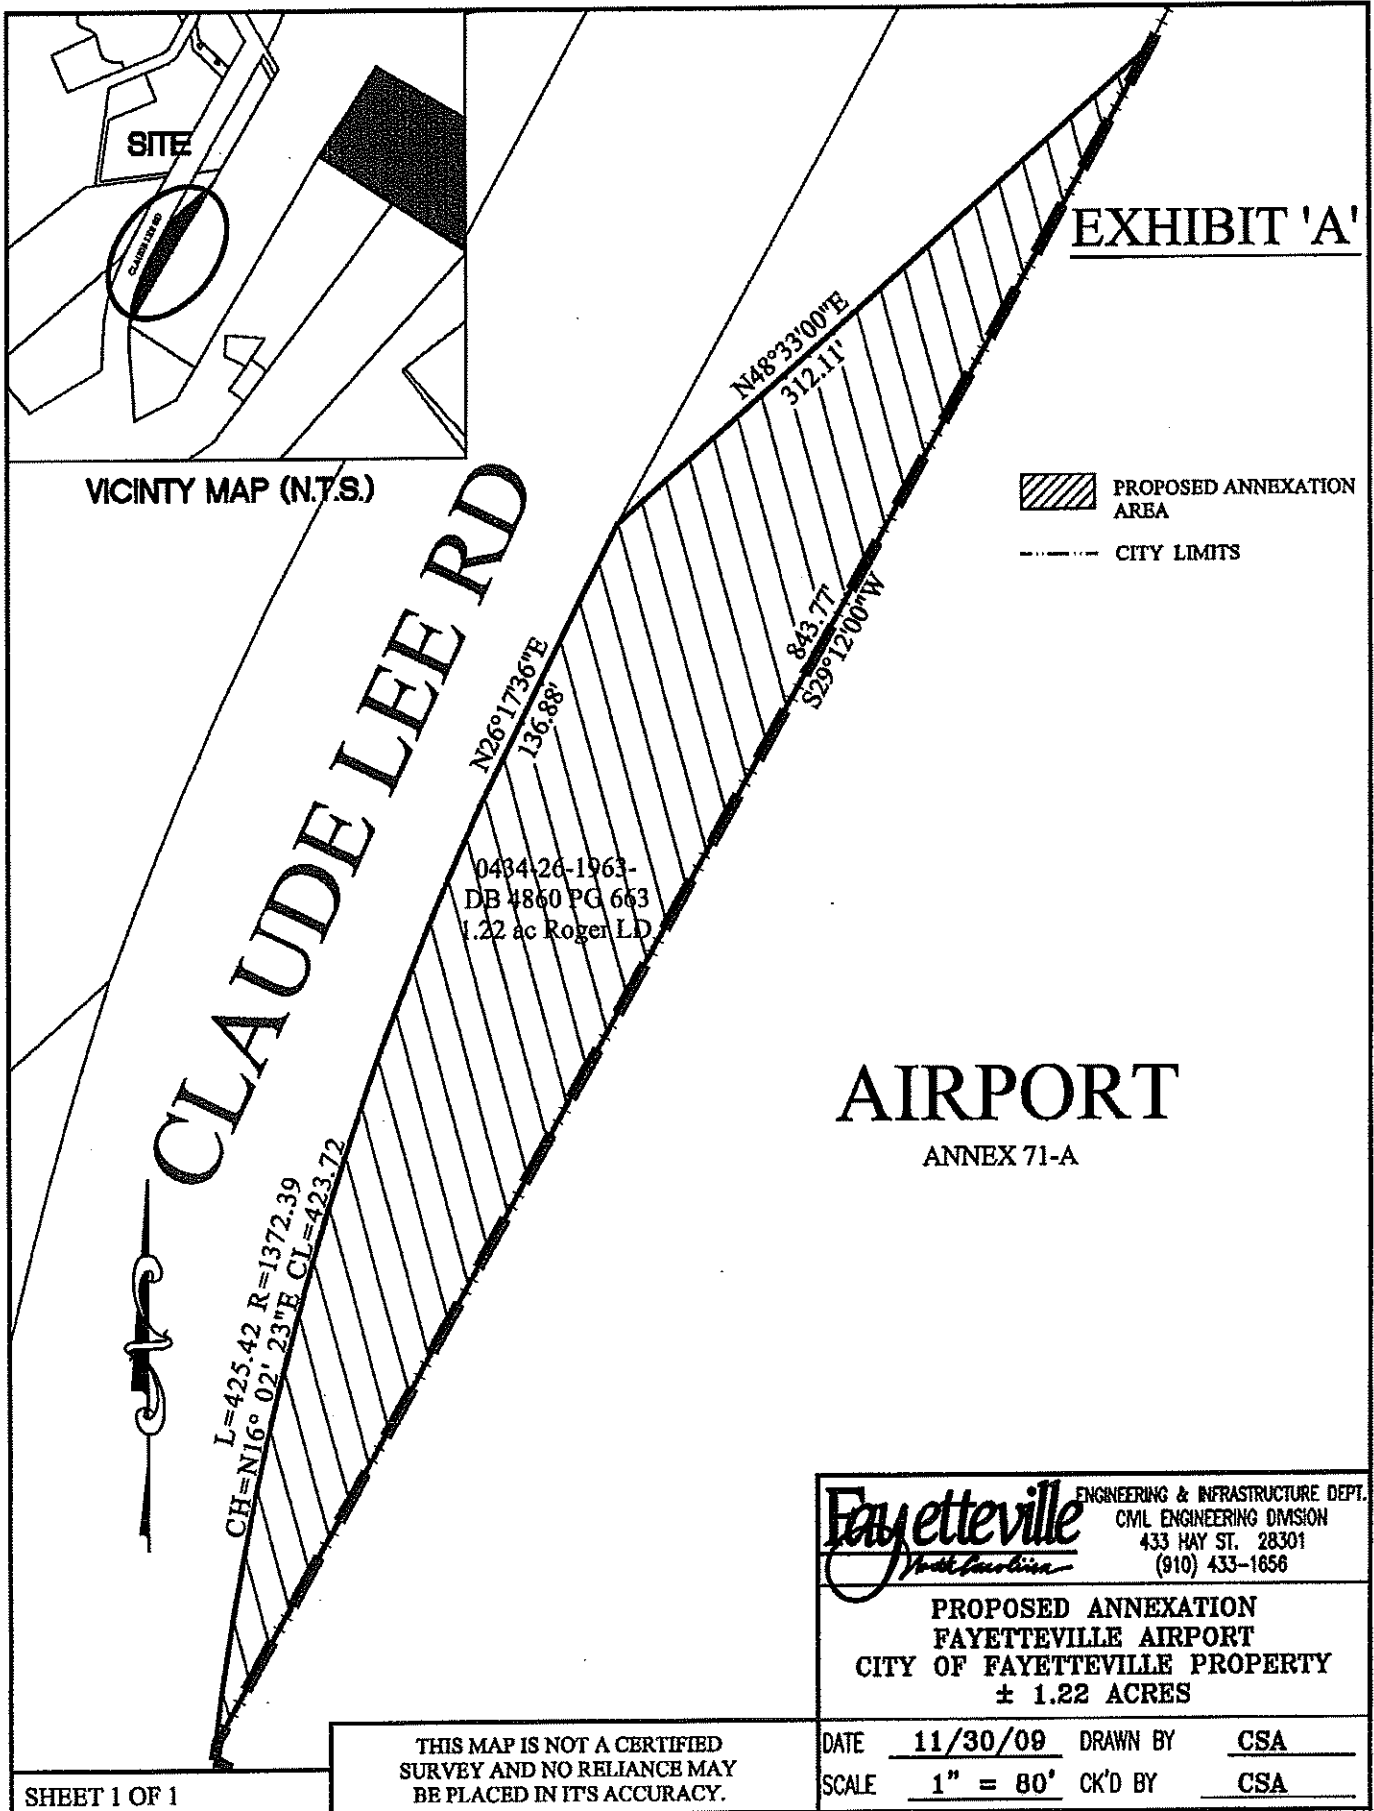 SITE
CLAUDE LEE RD
VICINTY MAP (N.T.S.)
EXHIBIT 'A'
N48°33'00"E
312.11'
PROPOSED ANNEXATION
AREA
CITY LIMITS
843.77'
S29°12'00"W
N26°17'36"E
136.88'
CLAUDE LEE RD
0434-26-1963-
DB 4860 PG 663
1.22 ac Roger LD
AIRPORT
ANNEX 71-A
L=425.42 R=1372.39
CH=N16° 02' 23"E CL=423.72
Fayetteville
North Carolina
ENGINEERING & INFRASTRUCTURE DEPT.
CIVIL ENGINEERING DIVISION
433 HAY ST. 28301
(910) 433-1656
PROPOSED ANNEXATION
FAYETTEVILLE AIRPORT
CITY OF FAYETTEVILLE PROPERTY
± 1.22 ACRES
DATE 11/30/09 DRAWN BY CSA
SCALE 1" = 80' CK'D BY CSA
THIS MAP IS NOT A CERTIFIED
SURVEY AND NO RELIANCE MAY
BE PLACED IN IT'S ACCURACY.
SHEET 1 OF 1